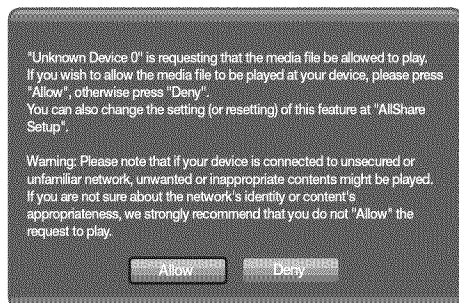 "Unknown Device 0" is requesting that the media file be allowed to play.
If you wish to allow the media file to be played at your device, please press
"Allow", otherwise press "Deny".
You can also change the setting (or resetting) of this feature at "AllShare
Setup".
Warning: Please note that if your device is connected to unsecured or
unfamiliar network, unwanted or inappropriate contents might be played.
If you are not sure about the network's identity or content's
appropriateness, we strongly recommend that you do not "Allow" the
request to play.
Allow
Deny